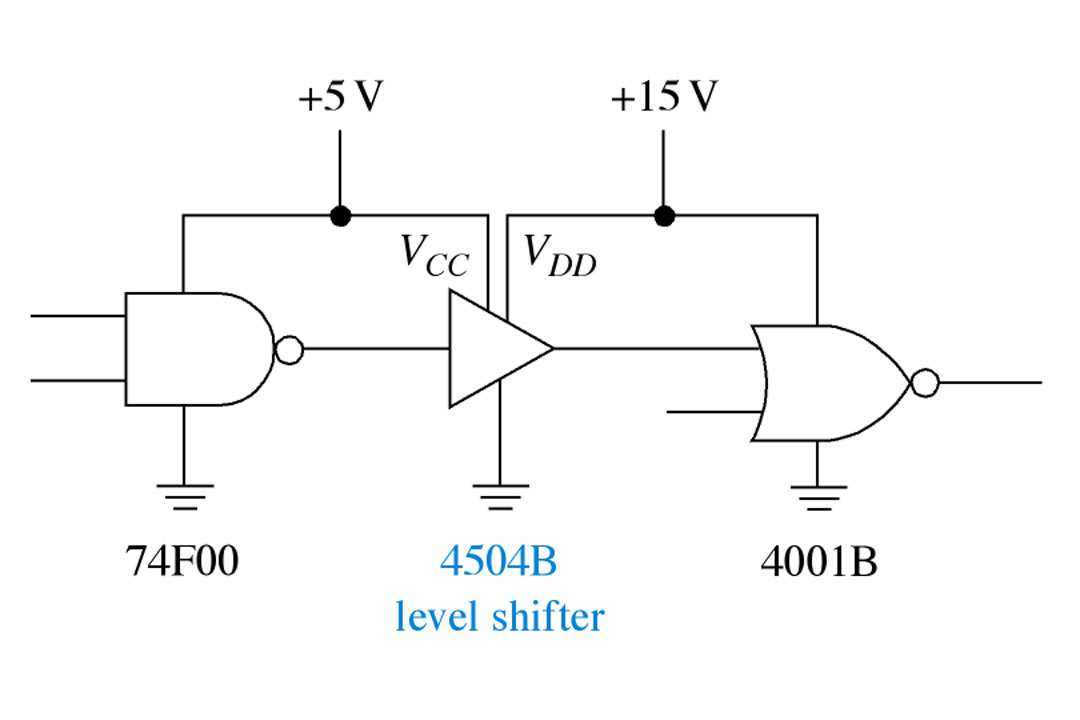 +5 V
+15 V
VCC
VDD
74F00
4504B
level shifter
4001B